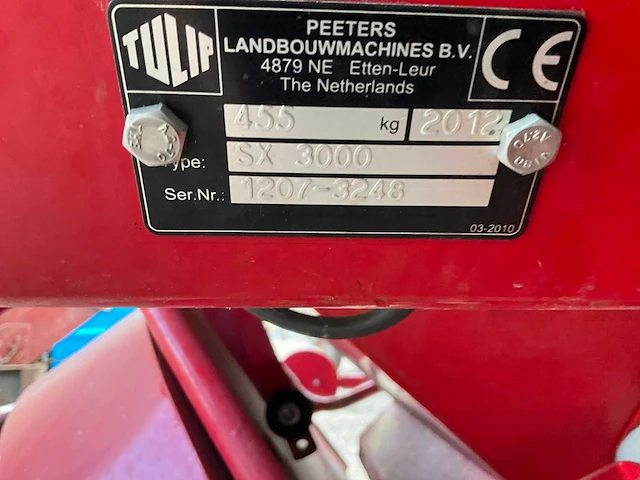 TULIP
PEETERS
LANDBOUWMACHINES B.V.
4879 NE Etten-Leur
The Netherlands
CE
455 kg 2012
Type: SX 3000
Ser.Nr.: 1207-3248
03-2010